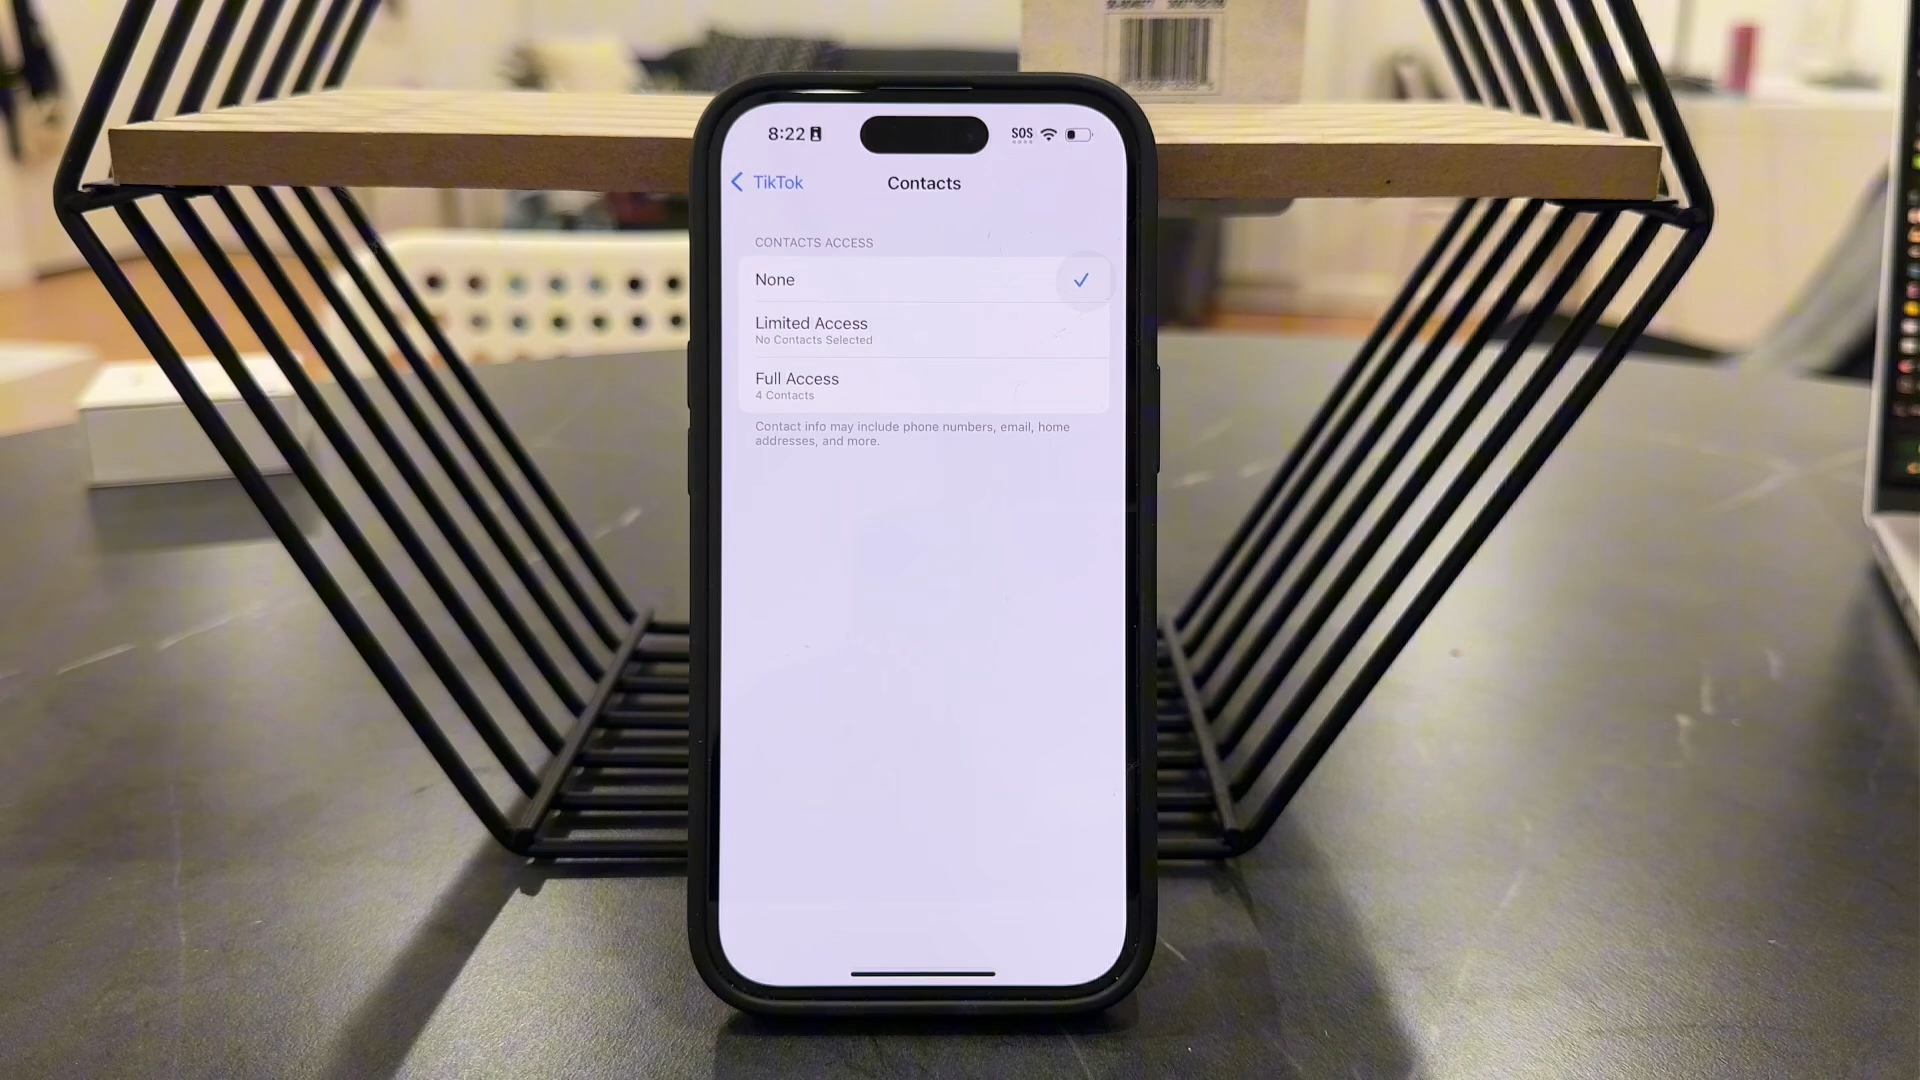 8:22
SOS
TikTok
Contacts
CONTACTS ACCESS
None
Limited Access
No Contacts Selected
Full Access
4 Contacts
Contact info may include phone numbers, email, home
addresses, and more.